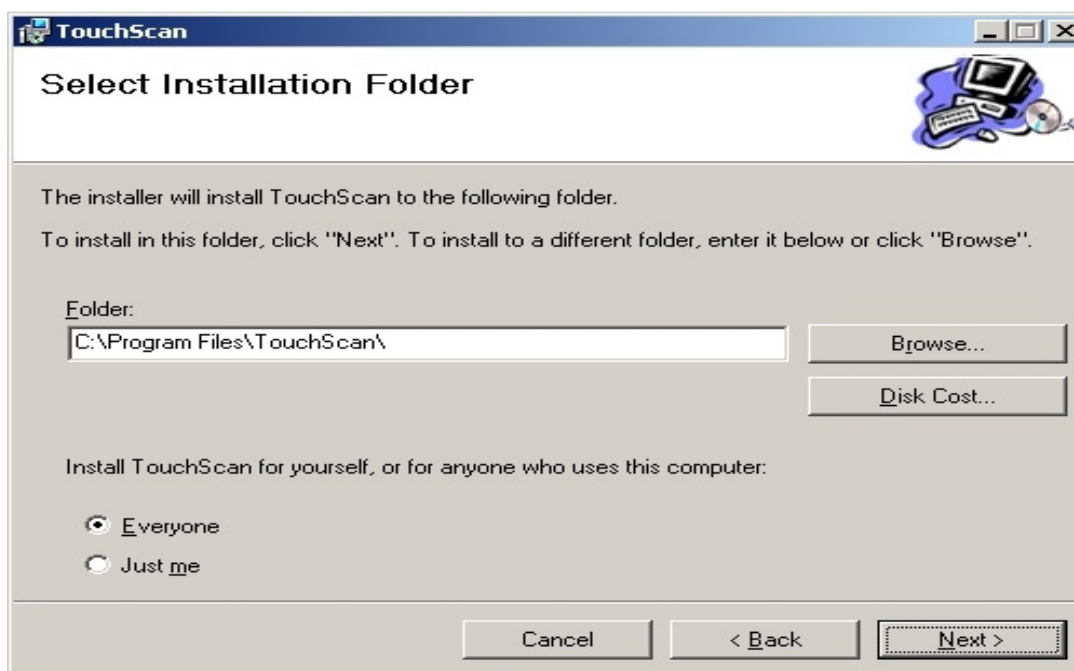 TouchScan
Select Installation Folder
The installer will install TouchScan to the following folder.
To install in this folder, click "Next". To install to a different folder, enter it below or click "Browse".
Folder:
C:\Program Files\TouchScan\
Browse...
Disk Cost...
Install TouchScan for yourself, or for anyone who uses this computer:
Everyone
Just me
Cancel
< Back
Next >